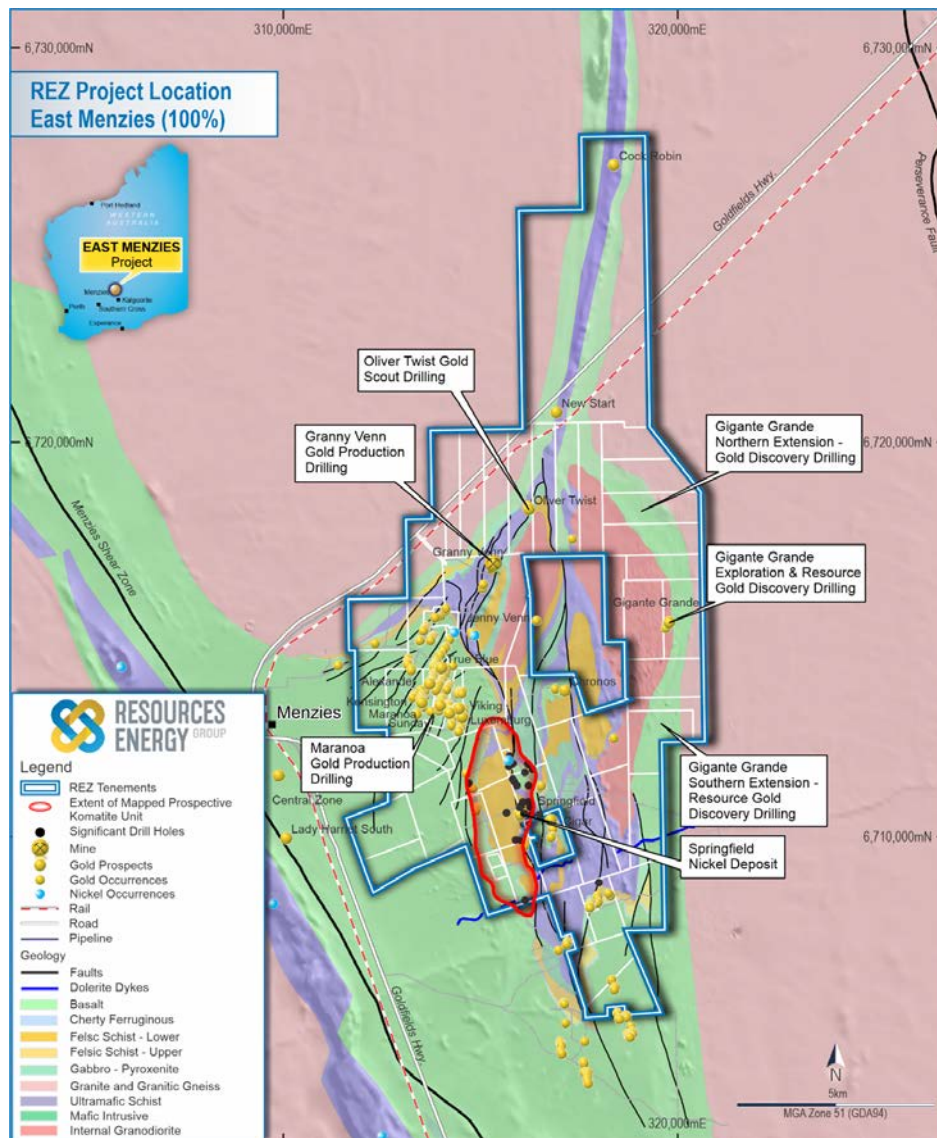 310,000mE
320,000mE
6,730,000mN
6,730,000mN
REZ Project Location
East Menzies (100%)
Port Hedland
WESTERN
AUSTRALIA
EAST MENZIES
Project
Menzies
Kalgoorlie
Perth
Southern Cross
Esperance
Cock Robin
Goldfields Hwy.
Perseverance Fault
Oliver Twist Gold
Scout Drilling
New Start
6,720,000mN
6,720,000mN
Granny Venn
Gold Production
Drilling
Gigante Grande
Northern Extension -
Gold Discovery Drilling
Oliver Twist
Menzies Shear Zone
Granny Venn
Gigante Grande
Exploration & Resource
Gold Discovery Drilling
Gigante Grande
Jenny Venn
True Blue
Alexander
Chronos
Kensington
Maranoa
Sunday
Viking
Luxemburg
Menzies
Maranoa
Gold Production
Drilling
Gigante Grande
Southern Extension -
Resource Gold
Discovery Drilling
Central Zone
Springfield
Lady Harriet South
6,710,000mN
Springfield
Nickel Deposit
RESOURCES
ENERGY GROUP
Legend
REZ Tenements
Extent of Mapped Prospective
Komatite Unit
Significant Drill Holes
Mine
Gold Prospects
Gold Occurrences
Nickel Occurrences
Rail
Road
Pipeline
Geology
Faults
Dolerite Dykes
Basalt
Cherty Ferruginous
Felsc Schist - Lower
Felsic Schist - Upper
Gabbro - Pyroxenite
Granite and Granitic Gneiss
Ultramafic Schist
Mafic Intrusive
Internal Granodiorite
Goldfields Hwy.
N
5km
MGA Zone 51 (GDA94)
320,000mE